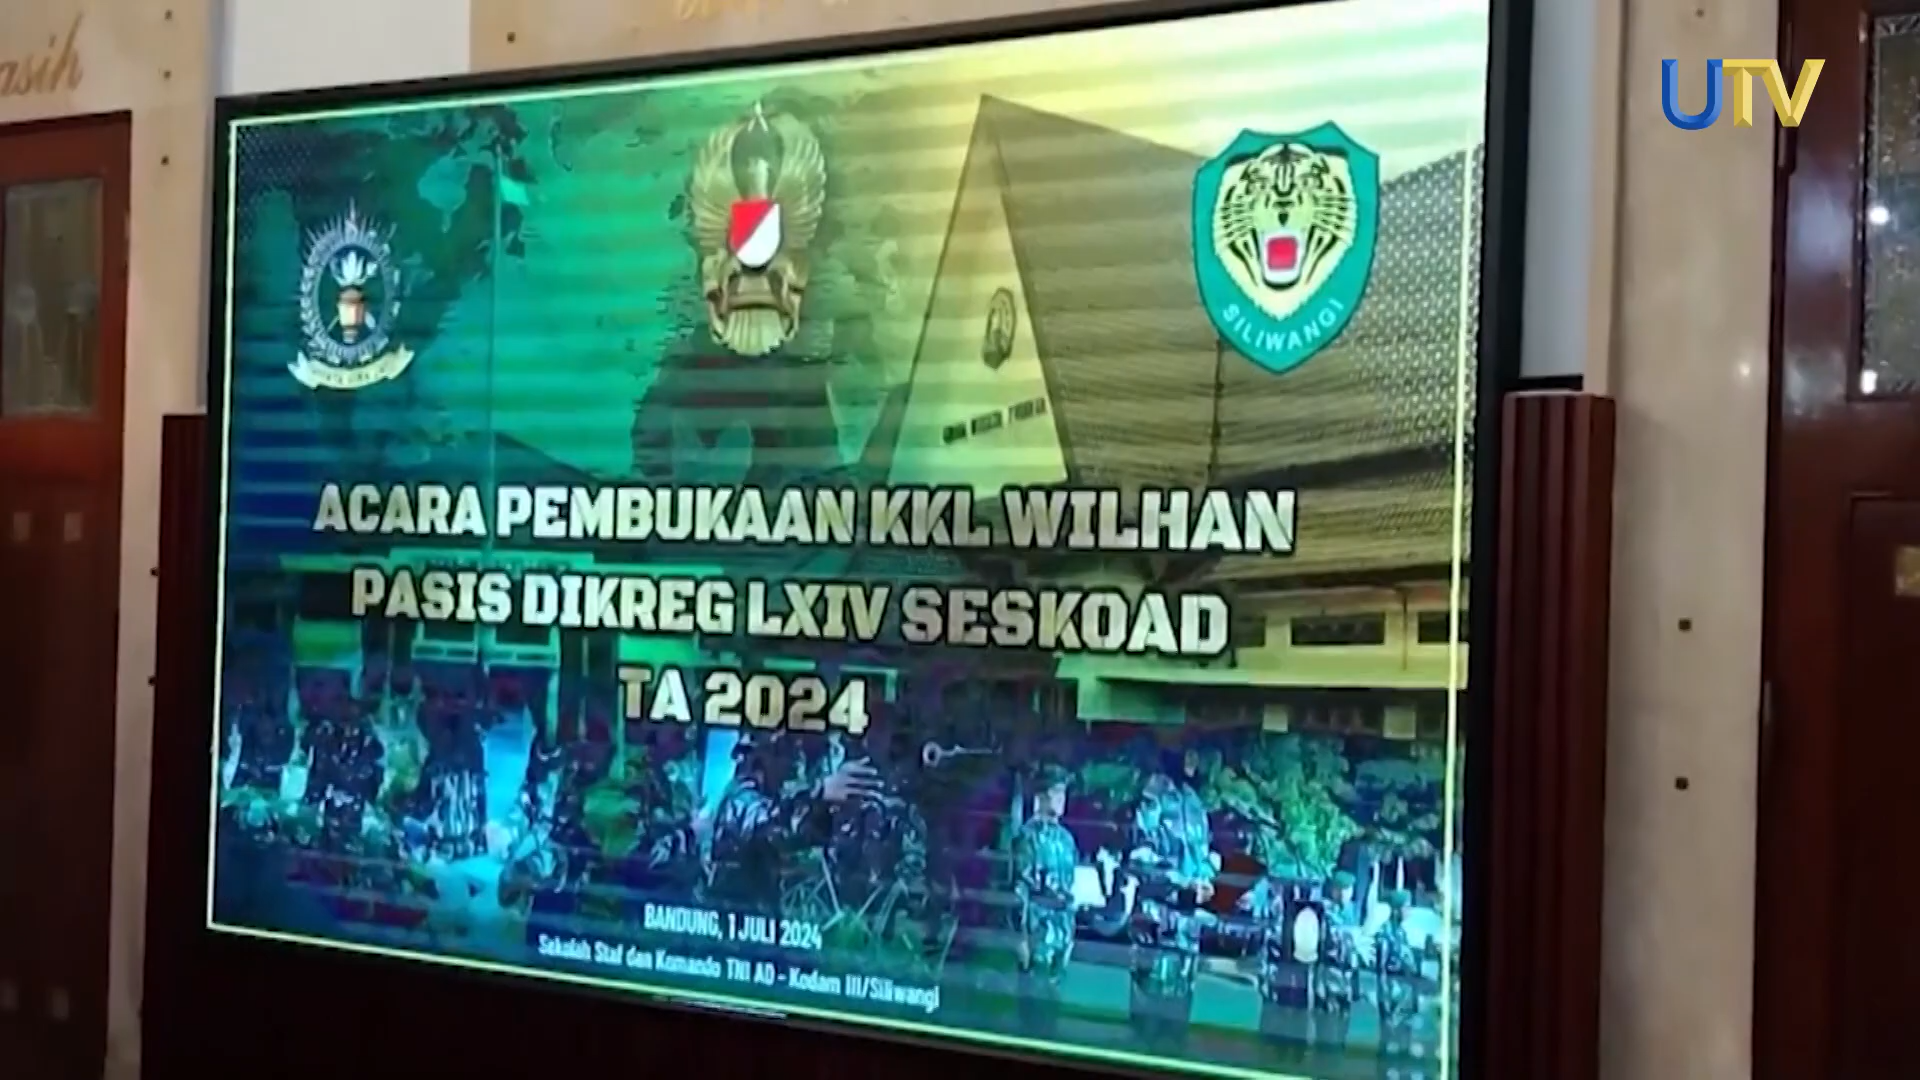 asih
UTV
SILIWANGI
ACARA PEMBUKAAN KKL WILHAN
PASIS DIKREG LXIV SESKOAD
TA 2024
BANDUNG, 1 JULI 2024
Sekolah Staf dan Komando TNI AD - Kodam III/Siliwangi